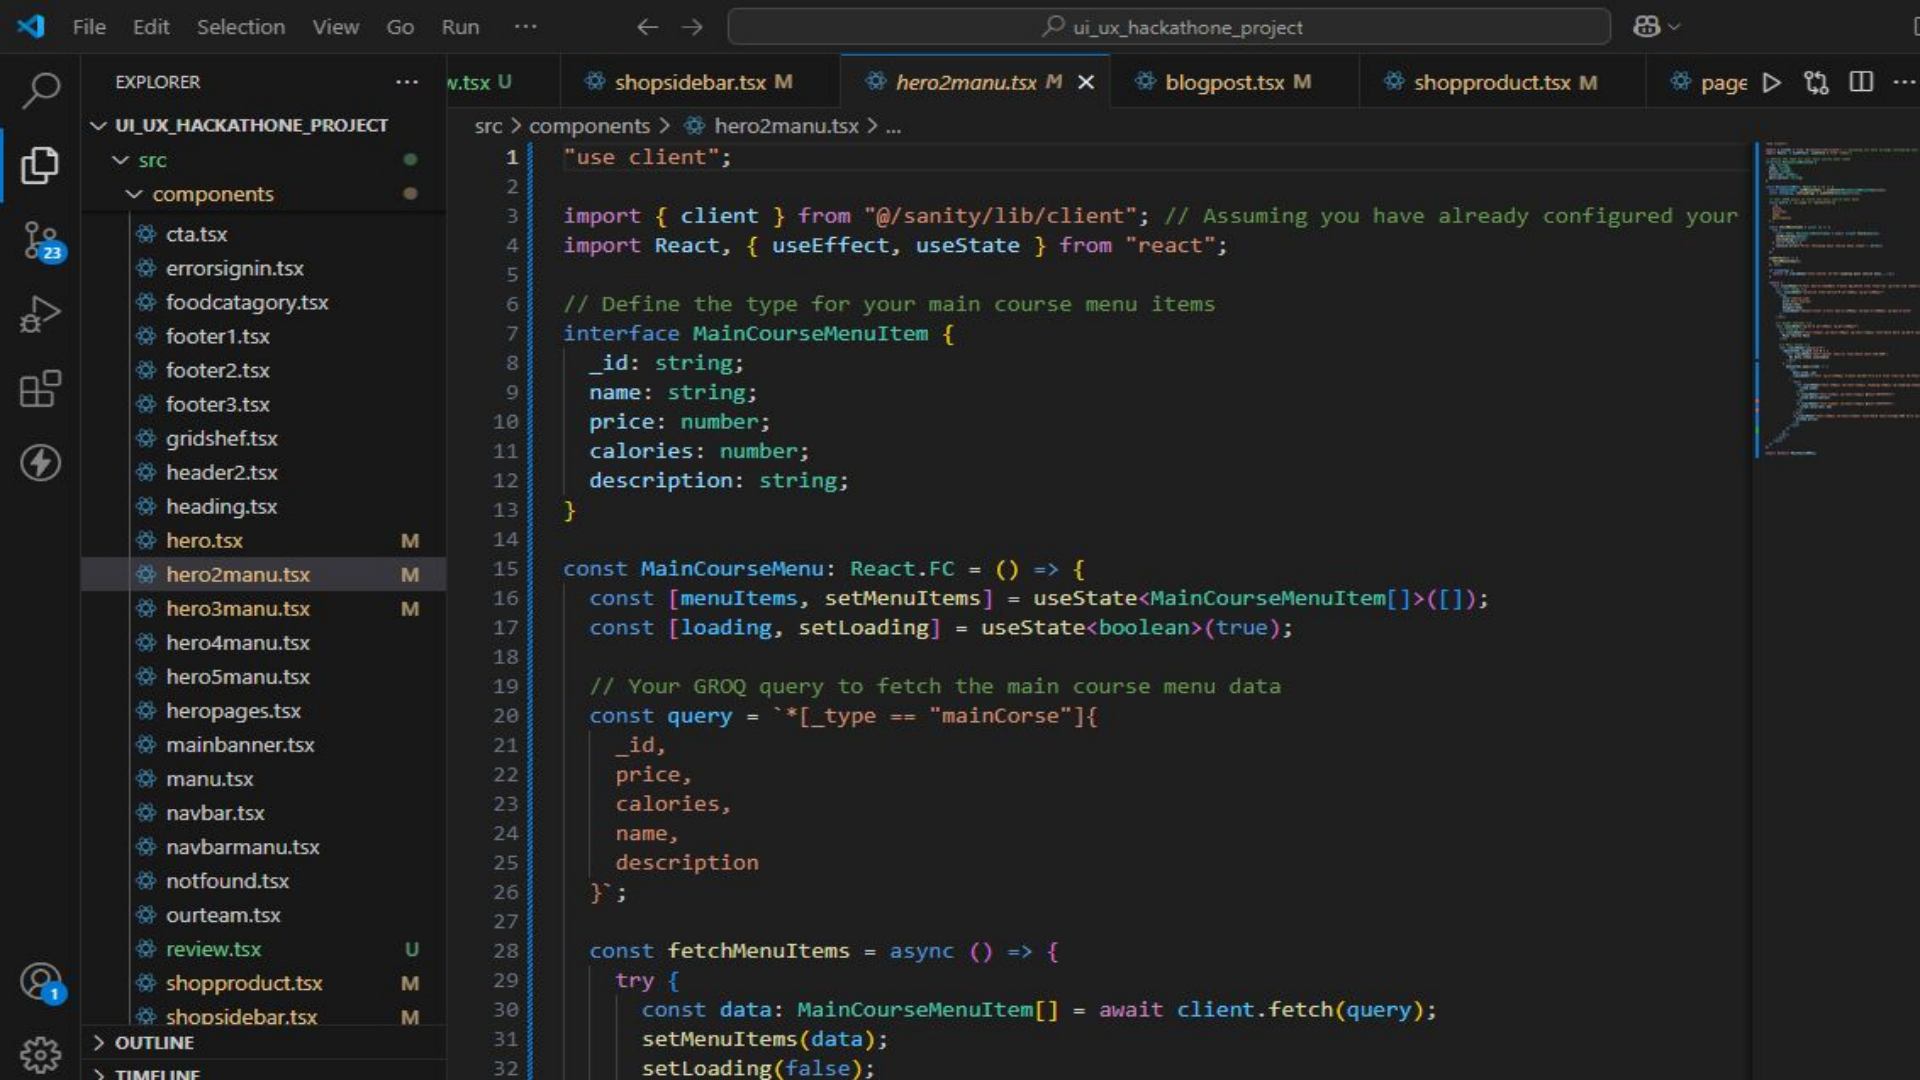 File Edit Selection View Go Run ...
ui_ux_hackathone_project
EXPLORER
UI_UX_HACKATHONE_PROJECT
src
components
cta.tsx
errorsignin.tsx
foodcatagory.tsx
footer1.tsx
footer2.tsx
footer3.tsx
gridshef.tsx
header2.tsx
heading.tsx
hero.tsx M
hero2manu.tsx M
hero3manu.tsx M
hero4manu.tsx
hero5manu.tsx
heropages.tsx
mainbanner.tsx
manu.tsx
navbar.tsx
navbarmanu.tsx
notfound.tsx
ourteam.tsx
review.tsx U
shopproduct.tsx M
shopsidebar.tsx M
OUTLINE
TIMELINE
23
1
w.tsx U shopsidebar.tsx M hero2manu.tsx M blogpost.tsx M shopproduct.tsx M page
src > components > hero2manu.tsx > ...
1 "use client";
2
3 import { client } from "@/sanity/lib/client"; // Assuming you have already configured your
4 import React, { useEffect, useState } from "react";
5
6 // Define the type for your main course menu items
7 interface MainCourseMenuItem {
8 _id: string;
9 name: string;
10 price: number;
11 calories: number;
12 description: string;
13 }
14
15 const MainCourseMenu: React.FC = () => {
16 const [menuItems, setMenuItems] = useState<MainCourseMenuItem[]>([]);
17 const [loading, setLoading] = useState<boolean>(true);
18
19 // Your GROQ query to fetch the main course menu data
20 const query = `*[_type == "mainCorse"]{
21 _id,
22 price,
23 calories,
24 name,
25 description
26 }`;
27
28 const fetchMenuItems = async () => {
29 try {
30 const data: MainCourseMenuItem[] = await client.fetch(query);
31 setMenuItems(data);
32 setLoading(false);